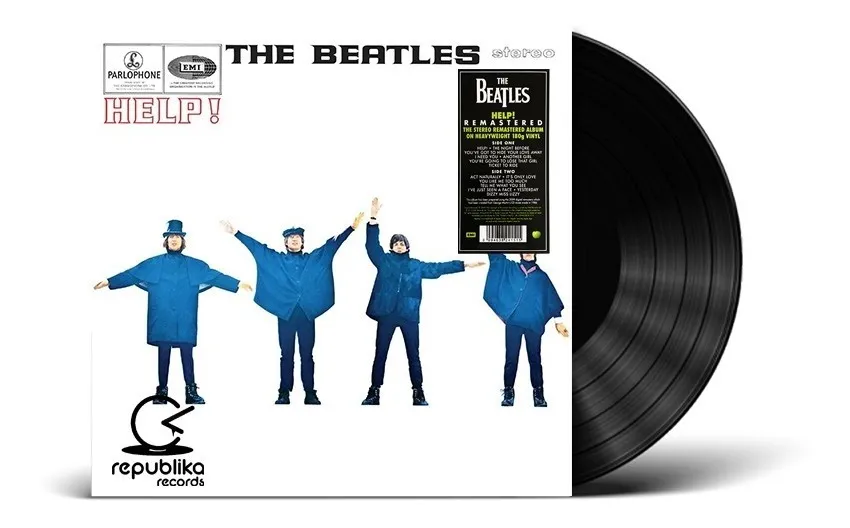 THE BEATLES stereo
PARLOPHONE
EMI
HELP!
THE
BEATLES
HELP!
REMASTERED
THE STEREO REMASTERED ALBUM
ON HEAVYWEIGHT 180g VINYL
SIDE ONE
HELP! • THE NIGHT BEFORE
YOU'VE GOT TO HIDE YOUR LOVE AWAY
I NEED YOU • ANOTHER GIRL
YOU'RE GOING TO LOSE THAT GIRL
TICKET TO RIDE
SIDE TWO
ACT NATURALLY • IT'S ONLY LOVE
YOU LIKE ME TOO MUCH
TELL ME WHAT YOU SEE
I'VE JUST SEEN A FACE • YESTERDAY
DIZZY MISS LIZZY
EMI
republika
records